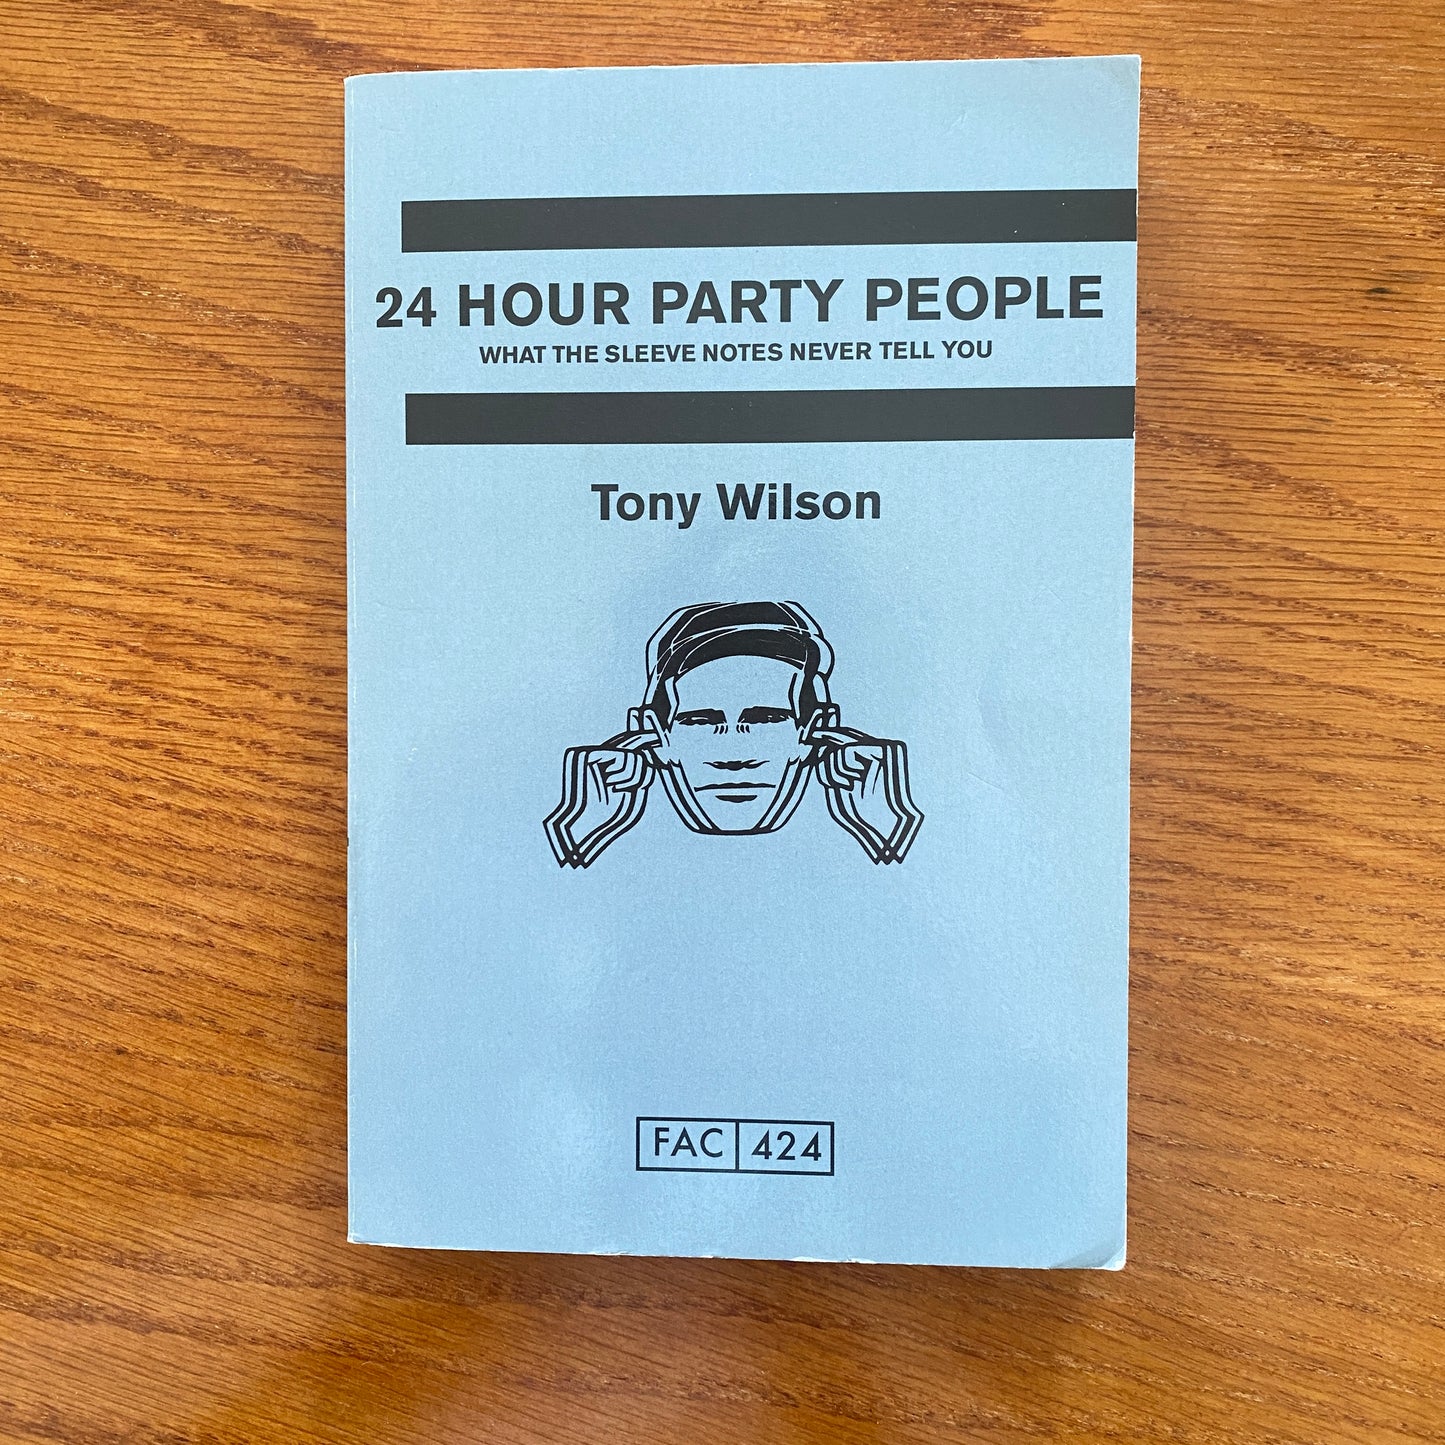 24 HOUR PARTY PEOPLE
WHAT THE SLEEVE NOTES NEVER TELL YOU
Tony Wilson
FAC 424